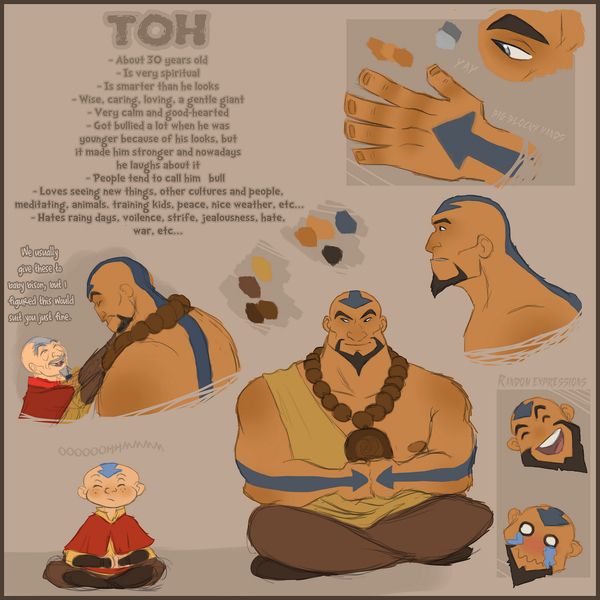 TOH
- About 30 years old
- Is very spiritual
- Is smarter than he looks
- Wise, caring, loving, a gentle giant
- Very calm and good-hearted
- Got bullied a lot when he was
younger because of his looks, but
it made him stronger and nowadays
he laughs about it
- 'People tend to call him bull
- Loves seeing new things, other cultures and people,
meditating, animals, training kids, peace, nice weather, etc...
- Hates rainy days, voilence, strife, jealousness, hate,
war, etc...
YAY
BIG BLOCKY HANDS
We usually
give these to
baby bison, but I
figured this would
suit you just fine.
RANDOM EXPRESSIONS
OOOOOOHHMMMM